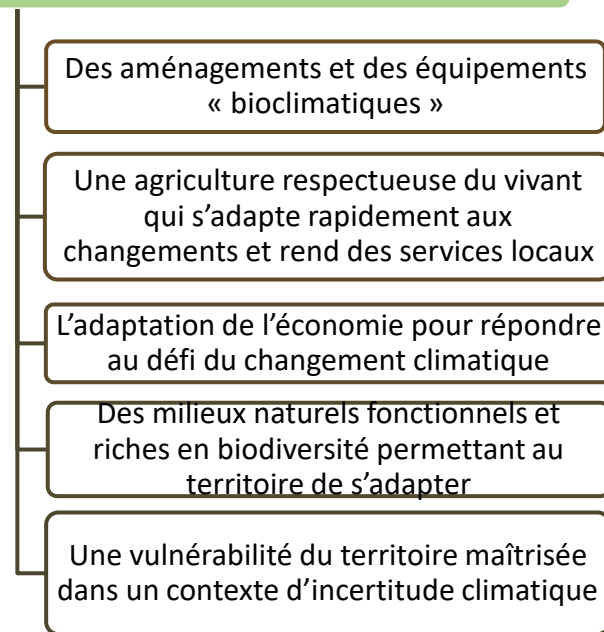 Des aménagements et des équipements
« bioclimatiques »
Une agriculture respectueuse du vivant
qui s’adapte rapidement aux
changements et rend des services locaux
L’adaptation de l’économie pour répondre
au défi du changement climatique
Des milieux naturels fonctionnels et
riches en biodiversité permettant au
territoire de s’adapter
Une vulnérabilité du territoire maîtrisée
dans un contexte d’incertitude climatique